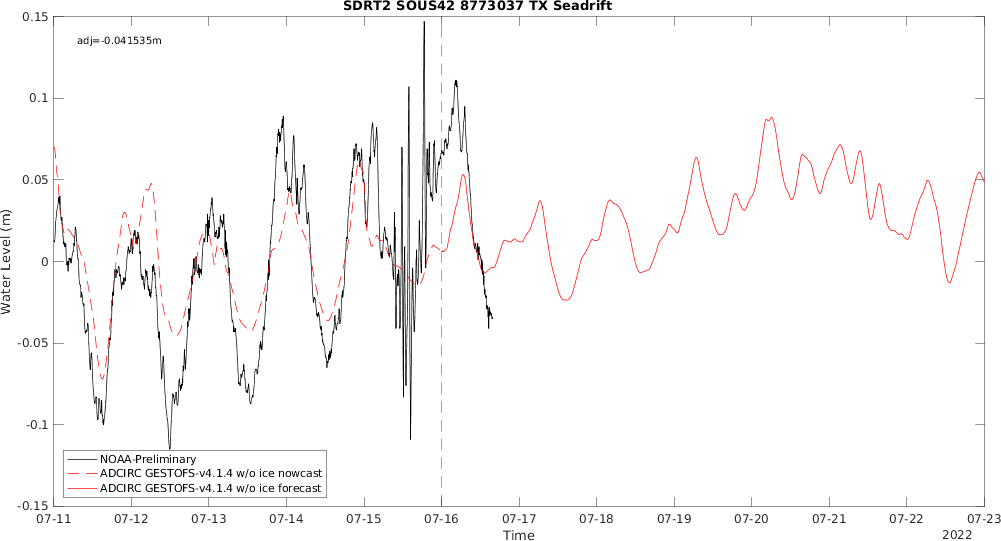 SDRT2 SOUS42 8773037 TX Seadrift
adj=-0.041535m
0.15
0.1
0.05
0
-0.05
-0.1
-0.15
Water Level (m)
NOAA-Preliminary
ADCIRC GESTOFS-v4.1.4 w/o ice nowcast
ADCIRC GESTOFS-v4.1.4 w/o ice forecast
07-11 07-12 07-13 07-14 07-15 07-16 07-17 07-18 07-19 07-20 07-21 07-22 07-23
Time
2022